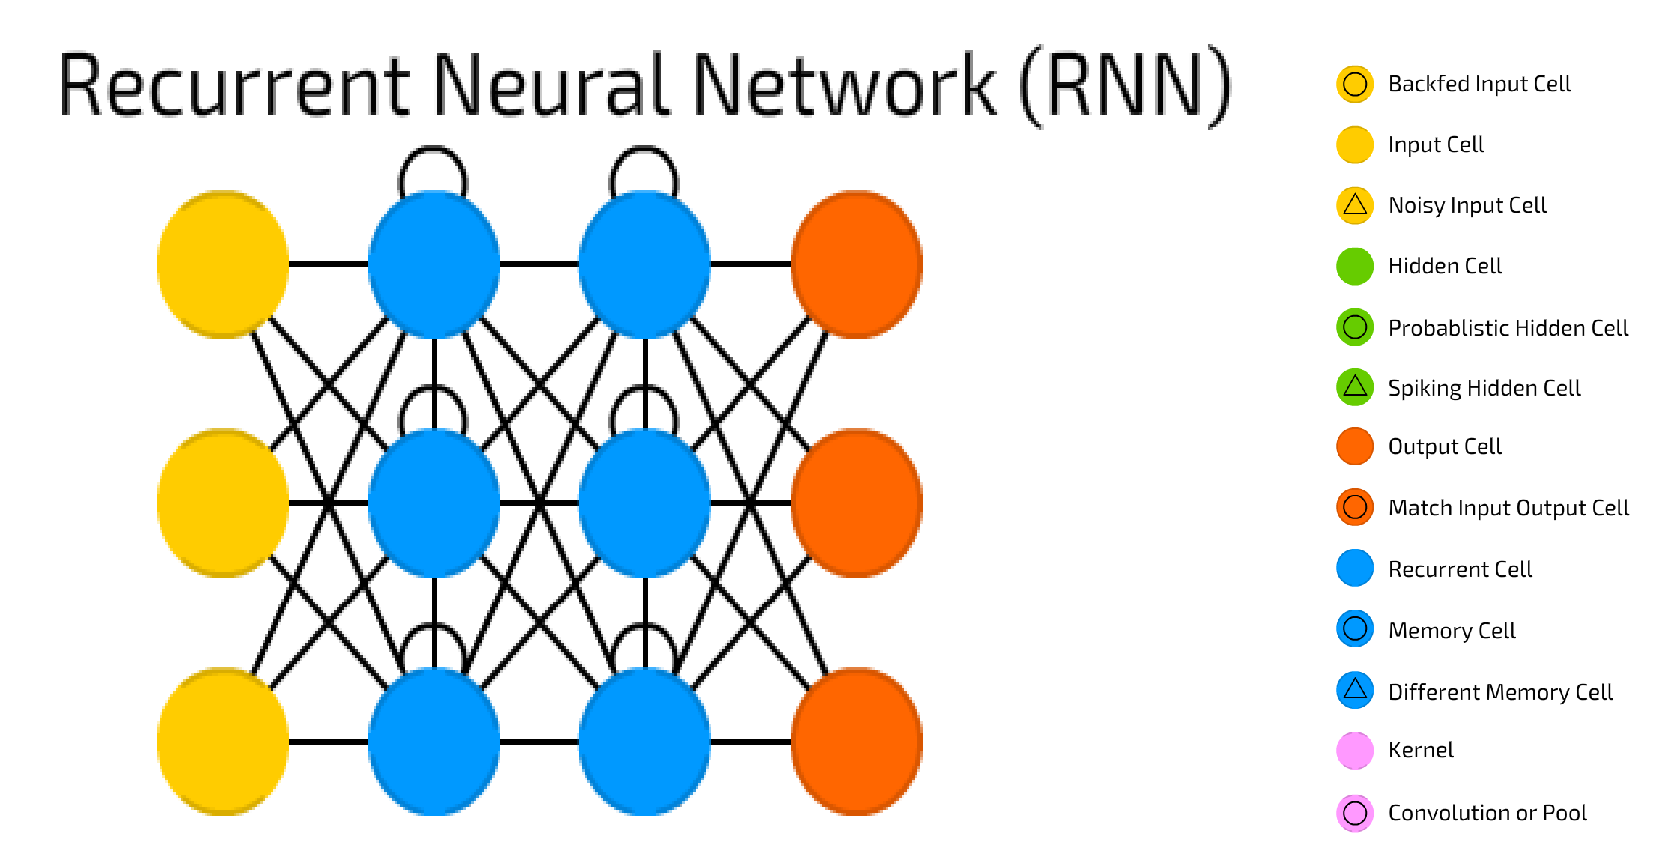 Recurrent Neural Network (RNN)
Backfed Input Cell
Input Cell
Noisy Input Cell
Hidden Cell
Probablistic Hidden Cell
Spiking Hidden Cell
Output Cell
Match Input Output Cell
Recurrent Cell
Memory Cell
Different Memory Cell
Kernel
Convolution or Pool